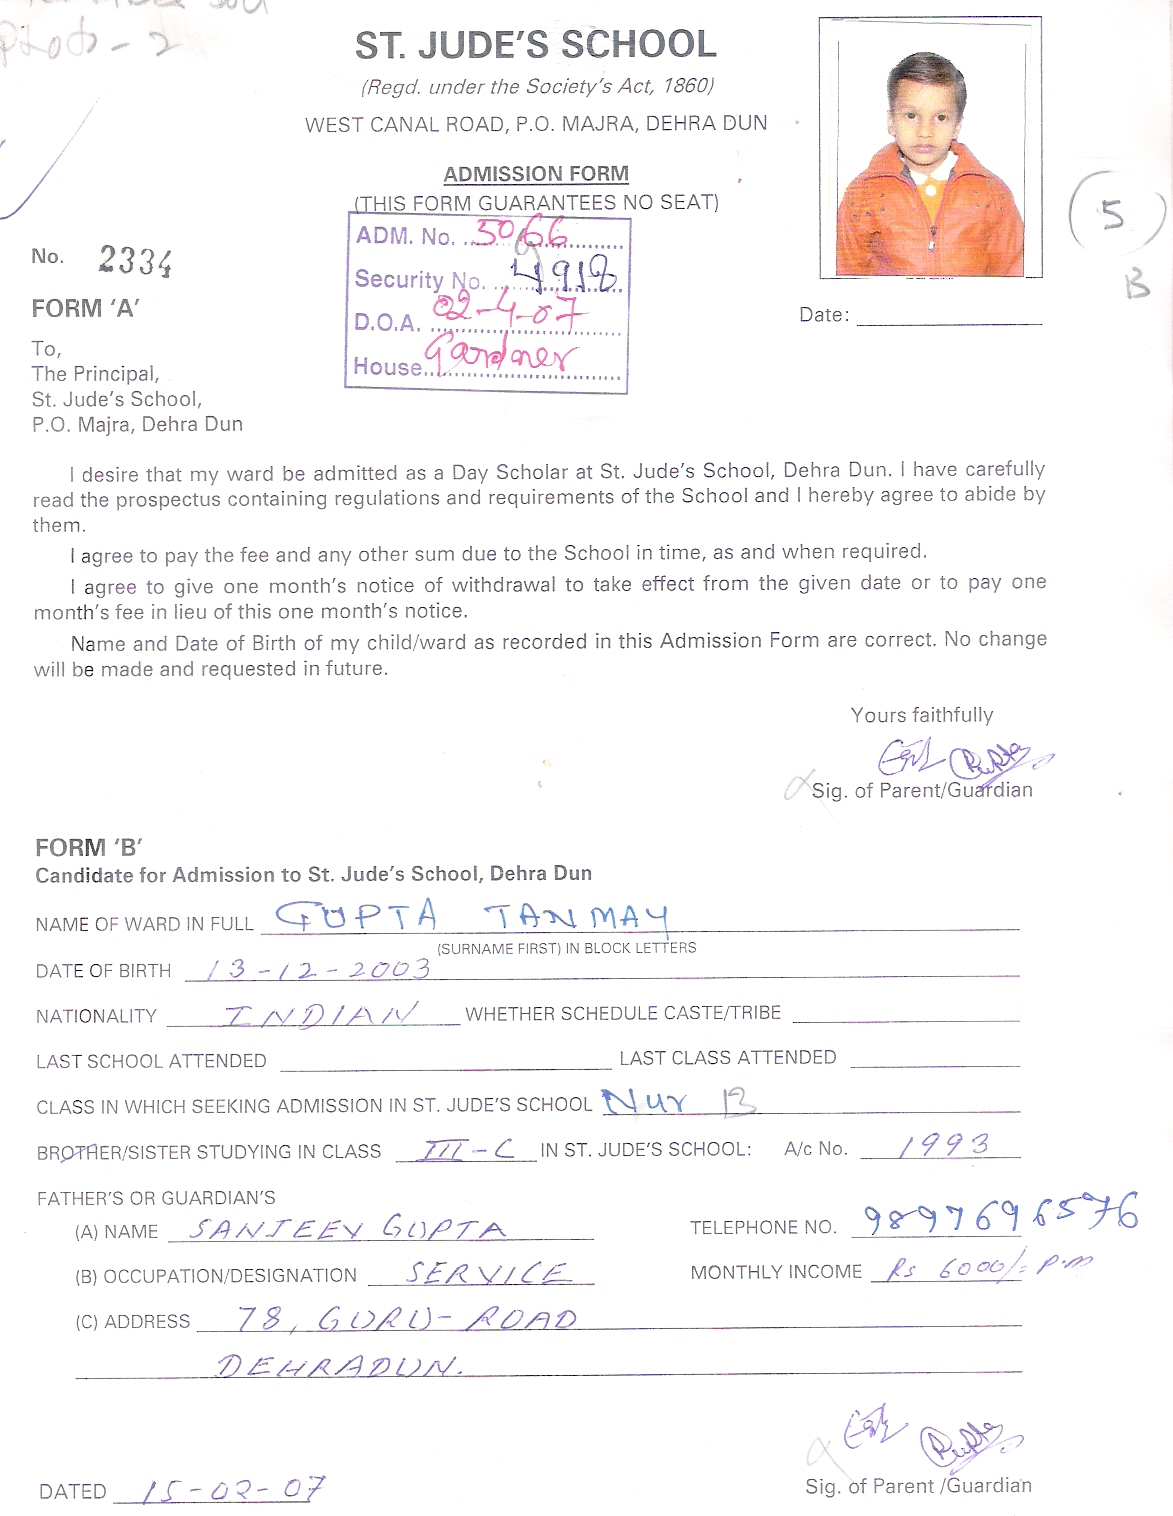 Photo - 2
ST. JUDE'S SCHOOL
(Regd. under the Society's Act, 1860)
WEST CANAL ROAD, P.O. MAJRA, DEHRA DUN
ADMISSION FORM
(THIS FORM GUARANTEES NO SEAT)
ADM. No. 5066
Security No. 4918
D.O.A. 02-4-07
House Gardner
5
B
No. 2334
Date:
FORM 'A'
To,
The Principal,
St. Jude's School,
P.O. Majra, Dehra Dun
I desire that my ward be admitted as a Day Scholar at St. Jude's School, Dehra Dun. I have carefully
read the prospectus containing regulations and requirements of the School and I hereby agree to abide by
them.
I agree to pay the fee and any other sum due to the School in time, as and when required.
I agree to give one month's notice of withdrawal to take effect from the given date or to pay one
month's fee in lieu of this one month's notice.
Name and Date of Birth of my child/ward as recorded in this Admission Form are correct. No change
will be made and requested in future.
Yours faithfully
Gupta
Sig. of Parent/Guardian
FORM 'B'
Candidate for Admission to St. Jude's School, Dehra Dun
NAME OF WARD IN FULL GUPTA TANMAY
(SURNAME FIRST) IN BLOCK LETTERS
DATE OF BIRTH 13-12-2003
NATIONALITY INDIAN WHETHER SCHEDULE CASTE/TRIBE
LAST SCHOOL ATTENDED LAST CLASS ATTENDED
CLASS IN WHICH SEEKING ADMISSION IN ST. JUDE'S SCHOOL Nur B
BROTHER/SISTER STUDYING IN CLASS III-C IN ST. JUDE'S SCHOOL: A/c No. 1993
FATHER'S OR GUARDIAN'S
(A) NAME SANJEEV GUPTA TELEPHONE NO. 9897696576
(B) OCCUPATION/DESIGNATION SERVICE MONTHLY INCOME Rs 6000/= P.m
(C) ADDRESS 78, GURU-ROAD
DEHRADUN.
Gupta
Sig. of Parent /Guardian
DATED 15-02-07